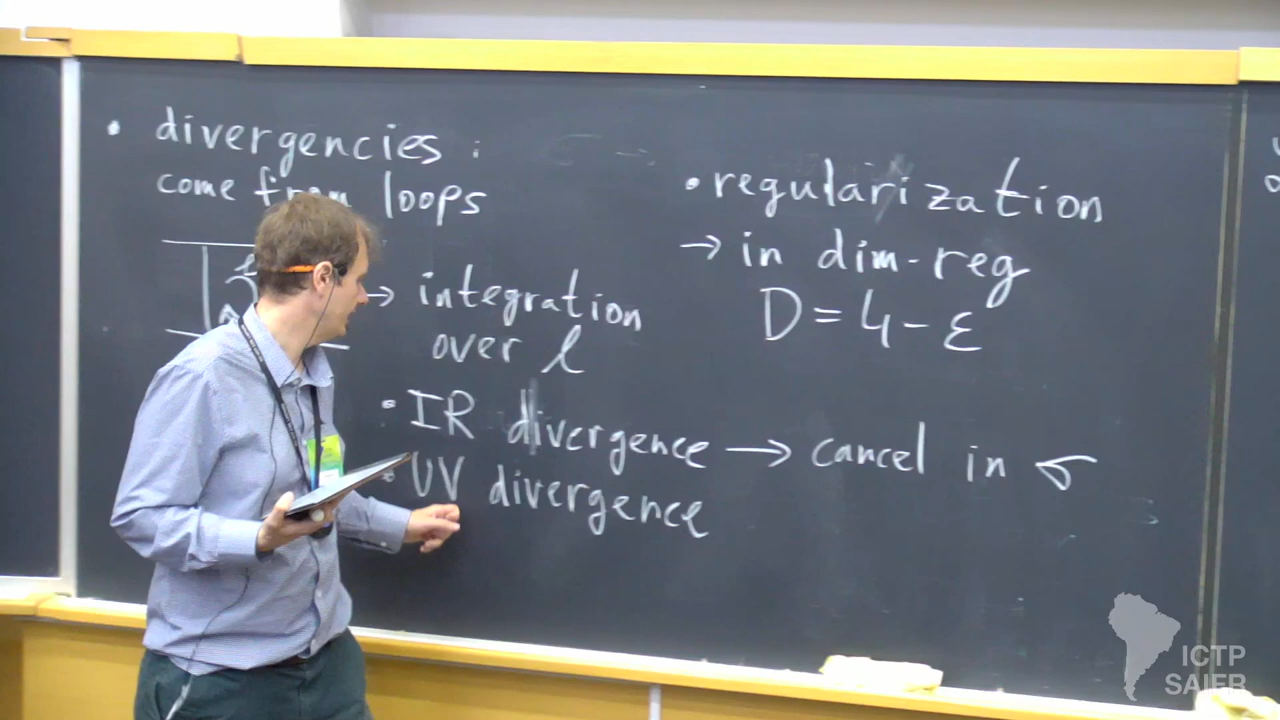 • divergencies :
come from loops
→ integration
over ℓ
• IR divergence → cancel in σ
• UV divergence
• regularization
→ in dim-reg
D = 4 - ε
ICTP
SAIFR